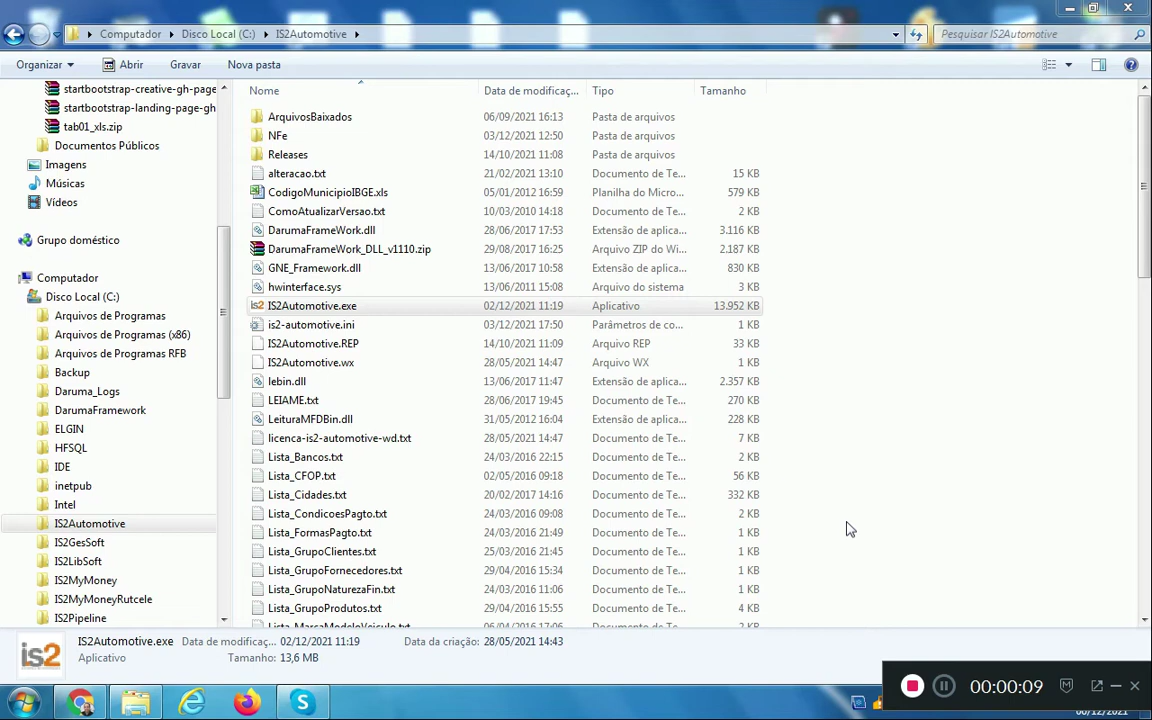 Computador ▸ Disco Local (C:) ▸ IS2Automotive ▸
Pesquisar IS2Automotive
Organizar
Abrir
Gravar
Nova pasta
startbootstrap-creative-gh-page
startbootstrap-landing-page-gh
tab01_xls.zip
Documentos Públicos
Imagens
Músicas
Vídeos
Grupo doméstico
Computador
Disco Local (C:)
Arquivos de Programas
Arquivos de Programas (x86)
Arquivos de Programas RFB
Backup
Daruma_Logs
DarumaFramework
ELGIN
HFSQL
IDE
inetpub
Intel
IS2Automotive
IS2GesSoft
IS2LibSoft
IS2MyMoney
IS2MyMoneyRutcele
IS2Pipeline
Nome Data de modificaç... Tipo Tamanho
ArquivosBaixados 06/09/2021 16:13 Pasta de arquivos
NFe 03/12/2021 12:50 Pasta de arquivos
Releases 14/10/2021 11:08 Pasta de arquivos
alteracao.txt 21/02/2021 13:10 Documento de Te... 15 KB
CodigoMunicipioIBGE.xls 05/01/2012 16:59 Planilha do Micro... 579 KB
ComoAtualizarVersao.txt 10/03/2010 14:18 Documento de Te... 2 KB
DarumaFrameWork.dll 28/06/2017 17:53 Extensão de aplica... 3.116 KB
DarumaFrameWork_DLL_v1110.zip 29/08/2017 16:25 Arquivo ZIP do Wi... 2.187 KB
GNE_Framework.dll 13/06/2017 10:58 Extensão de aplica... 830 KB
hwinterface.sys 13/06/2011 15:08 Arquivo do sistema 3 KB
IS2Automotive.exe 02/12/2021 11:19 Aplicativo 13.952 KB
is2-automotive.ini 03/12/2021 17:50 Parâmetros de co... 1 KB
IS2Automotive.REP 14/10/2021 11:09 Arquivo REP 33 KB
IS2Automotive.wx 28/05/2021 14:47 Arquivo WX 1 KB
lebin.dll 13/06/2017 11:47 Extensão de aplica... 2.357 KB
LEIAME.txt 28/06/2017 19:45 Documento de Te... 270 KB
LeituraMFDBin.dll 31/05/2012 16:04 Extensão de aplica... 228 KB
licenca-is2-automotive-wd.txt 28/05/2021 14:47 Documento de Te... 7 KB
Lista_Bancos.txt 24/03/2016 22:15 Documento de Te... 2 KB
Lista_CFOP.txt 02/05/2016 09:18 Documento de Te... 56 KB
Lista_Cidades.txt 20/02/2017 14:16 Documento de Te... 332 KB
Lista_CondicoesPagto.txt 24/03/2016 09:08 Documento de Te... 2 KB
Lista_FormasPagto.txt 24/03/2016 21:49 Documento de Te... 1 KB
Lista_GrupoClientes.txt 25/03/2016 21:45 Documento de Te... 1 KB
Lista_GrupoFornecedores.txt 29/04/2016 15:34 Documento de Te... 1 KB
Lista_GrupoNaturezaFin.txt 24/03/2016 11:06 Documento de Te... 1 KB
Lista_GrupoProdutos.txt 29/04/2016 15:55 Documento de Te... 4 KB
is2
IS2Automotive.exe Data de modificaç... 02/12/2021 11:19 Data da criação: 28/05/2021 14:43
Aplicativo Tamanho: 13,6 MB
00:00:09